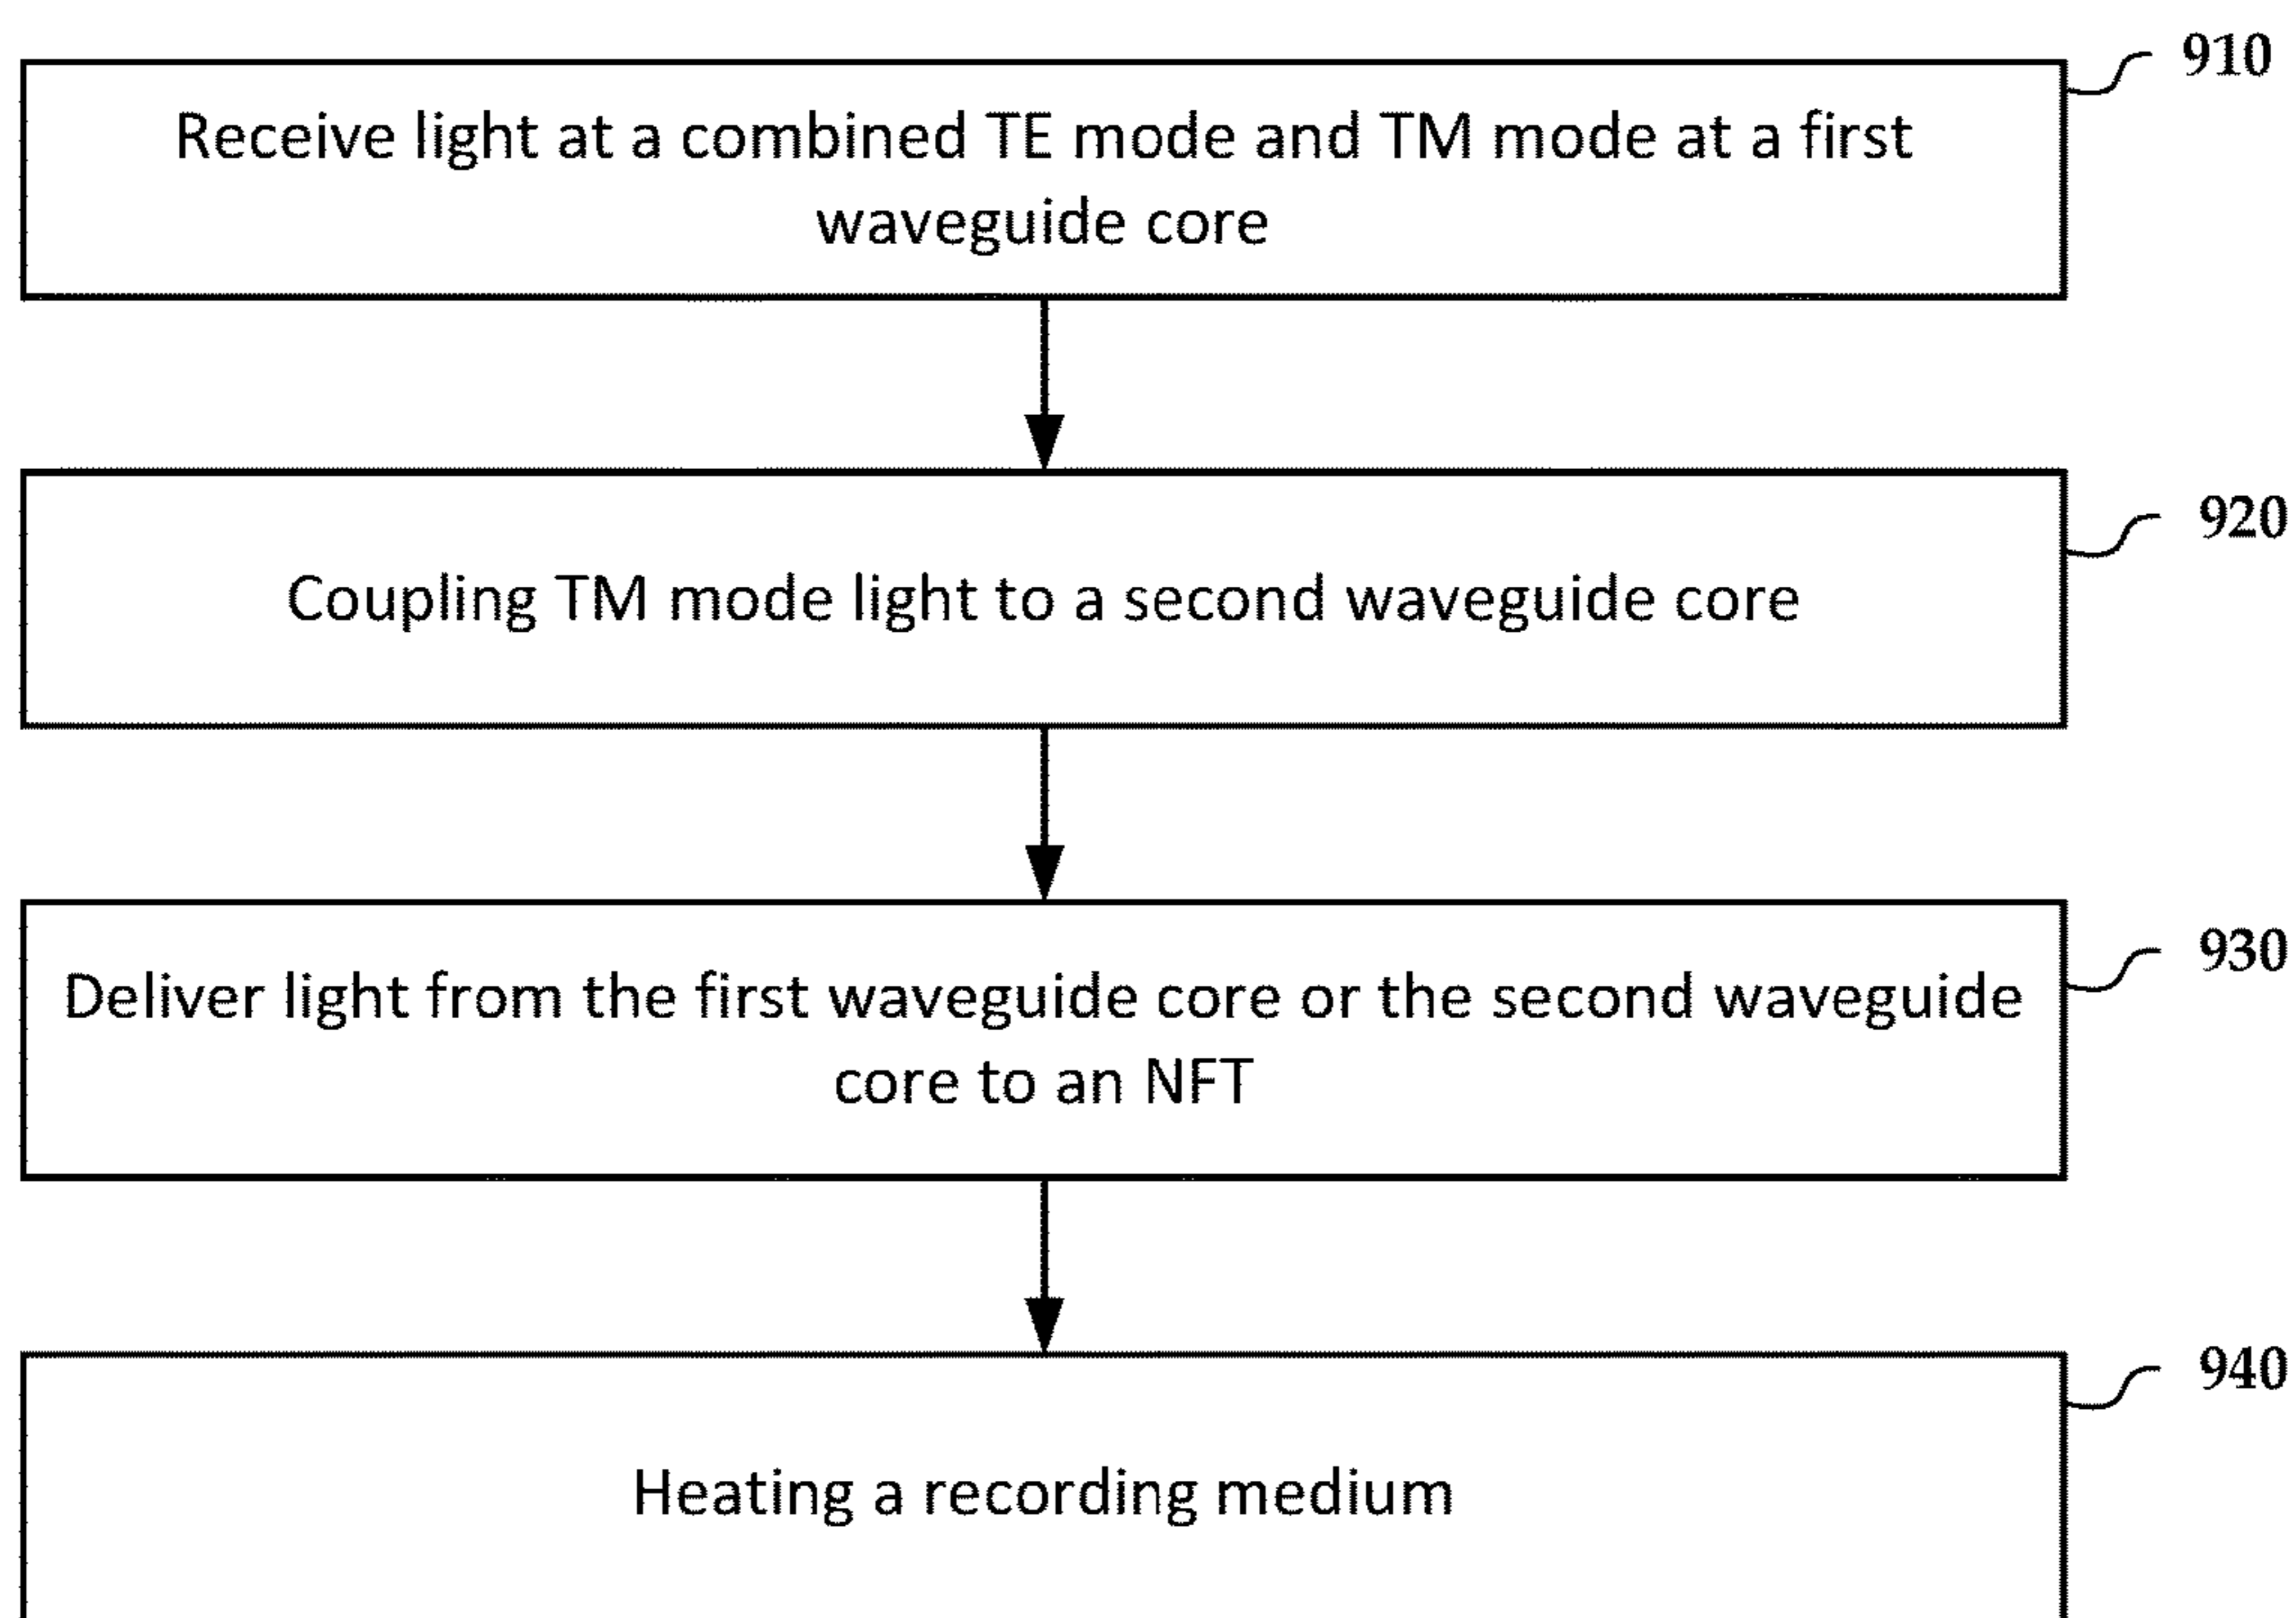 910
Receive light at a combined TE mode and TM mode at a first
waveguide core
920
Coupling TM mode light to a second waveguide core
930
Deliver light from the first waveguide core or the second waveguide
core to an NFT
940
Heating a recording medium